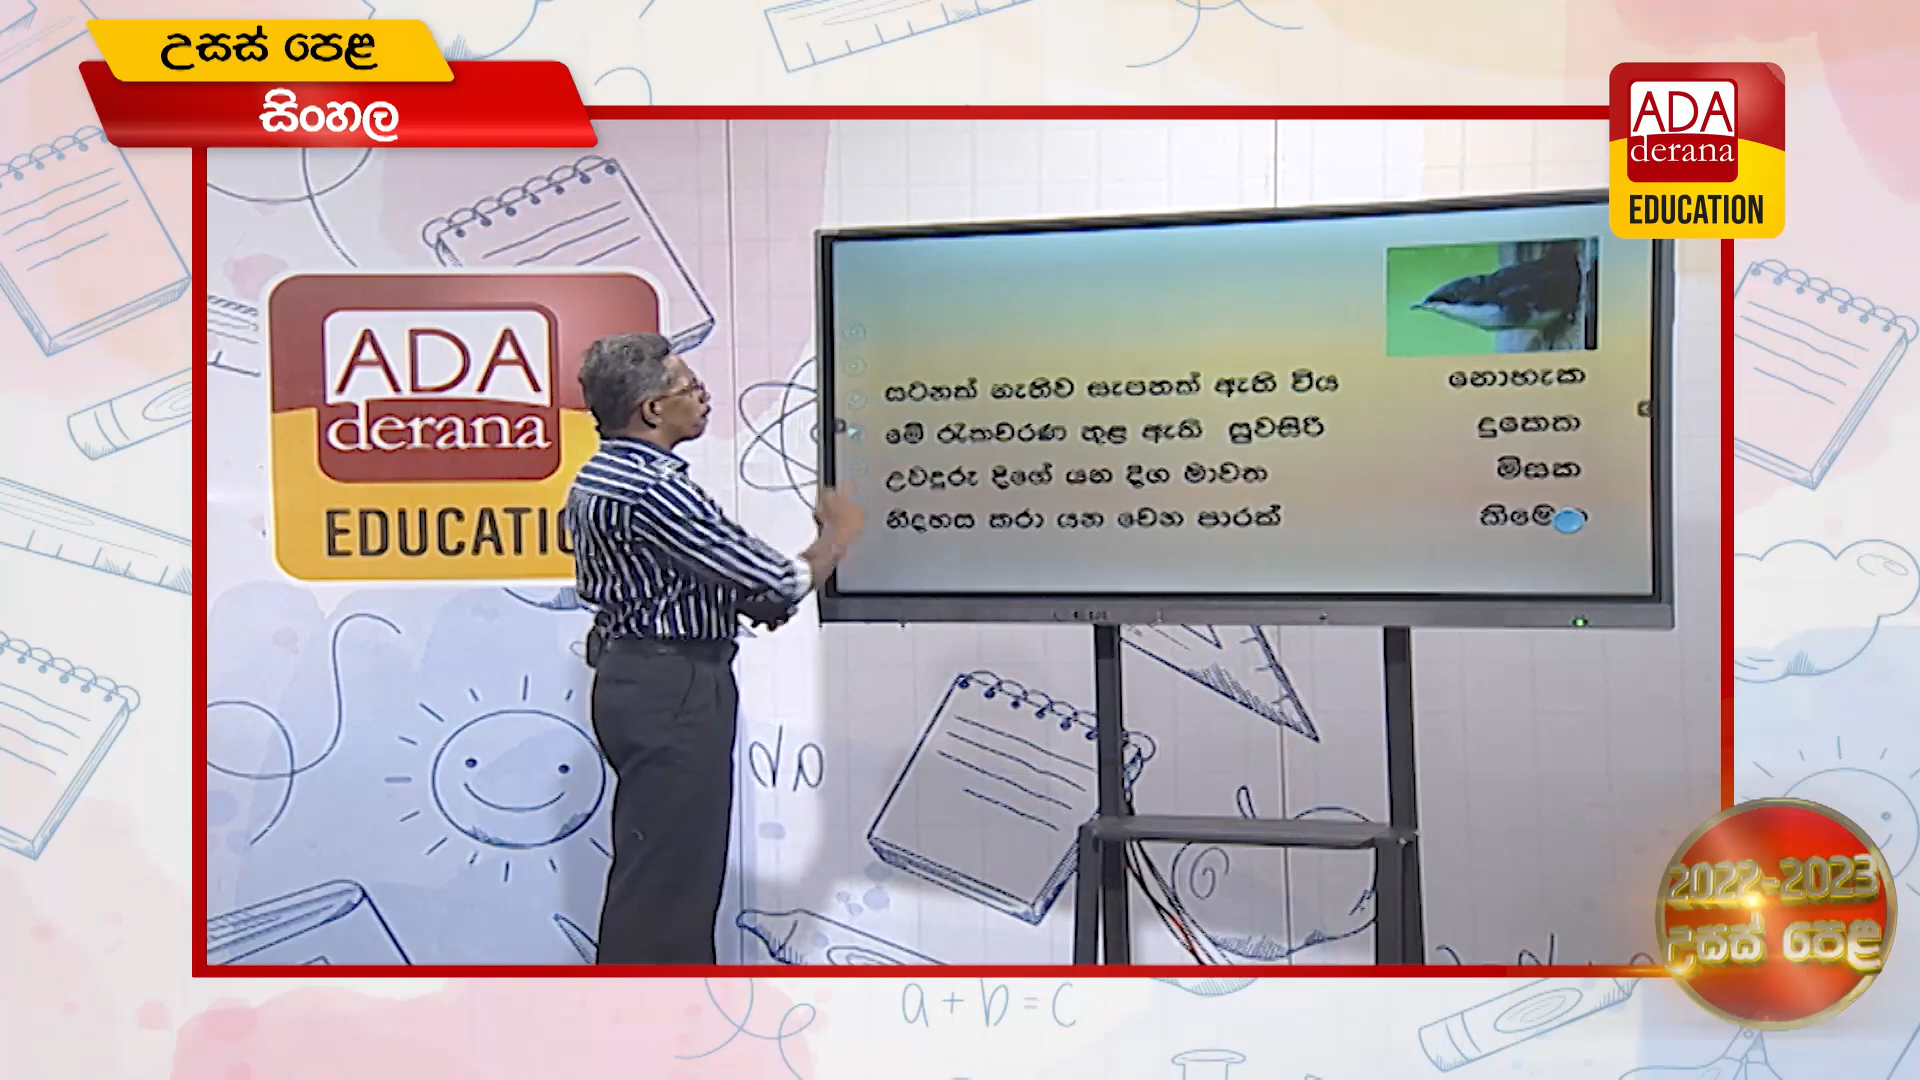 උසස් පෙළ
සිංහල
ADA
derana
EDUCATION
ADA
derana
EDUCATIO
සටනක් නැතිව සැපතක් ඇති විය නොහැක
මේ රැකවරණ තුළ ඇති සුවසිරි දුකෙක
උවදුරු දිගේ යන දිග මාවත මිසක
නිදහස කරා යන වෙන පාරක්
2022-2023
උසස් පෙළ
a+b=c